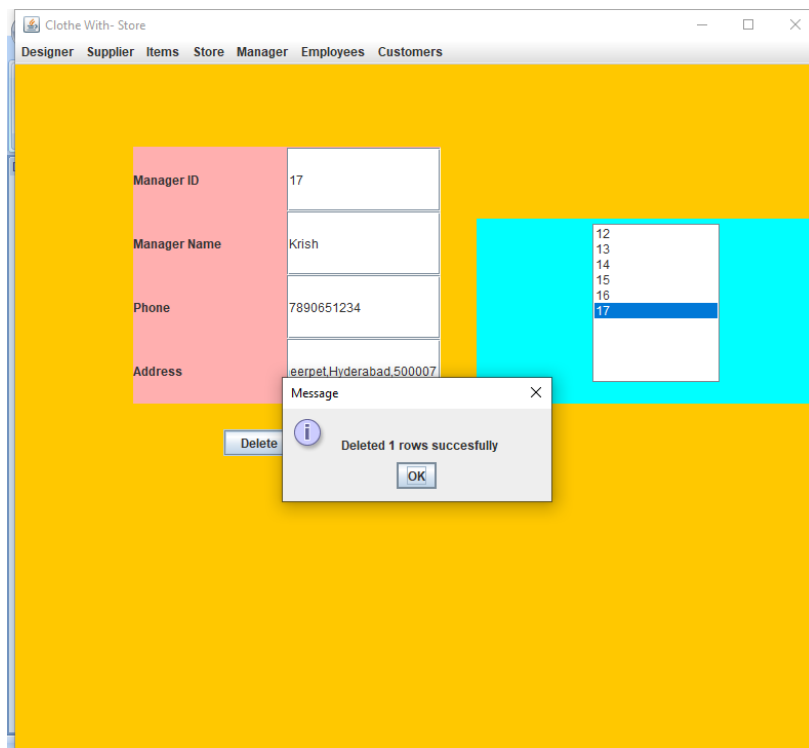 Clothe With- Store
Designer Supplier Items Store Manager Employees Customers
Manager ID
17
Manager Name
Krish
Phone
7890651234
Address
eerpet,Hyderabad,500007
12
13
14
15
16
17
Delete
Message
Deleted 1 rows succesfully
OK